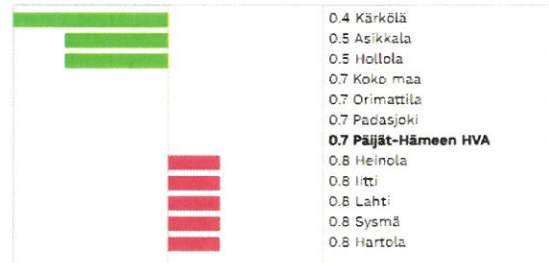 0.4 Kärkölä
0.5 Asikkala
0.5 Hollola
0.7 Koko maa
0.7 Orimattila
0.7 Padasjoki
0.7 Päijät-Hämeen HVA
0.8 Heinola
0.8 Iitti
0.8 Lahti
0.8 Sysmä
0.8 Hartola